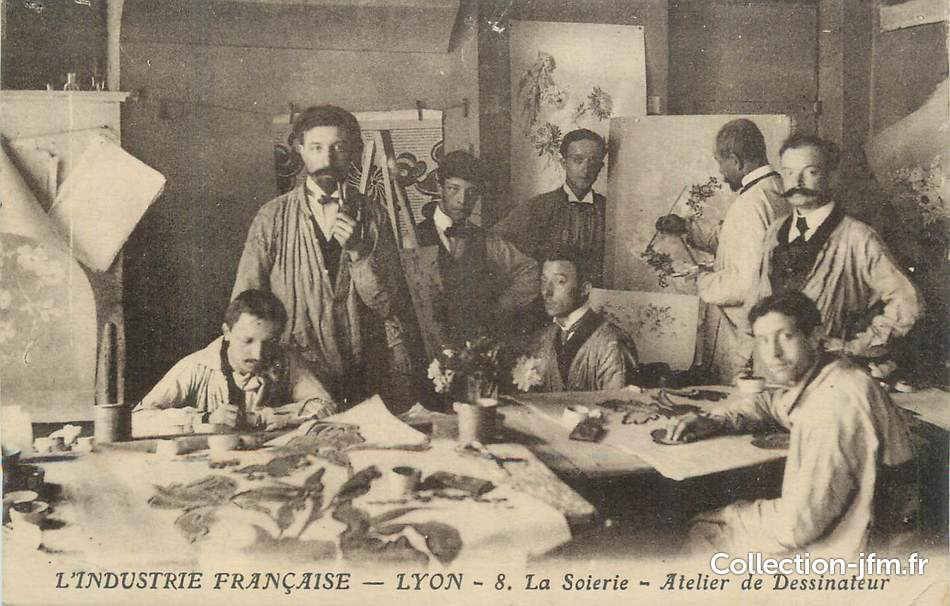 L'INDUSTRIE FRANÇAISE — LYON - 8. La Soierie - Atelier de Dessinateur
Collection-jfm.fr